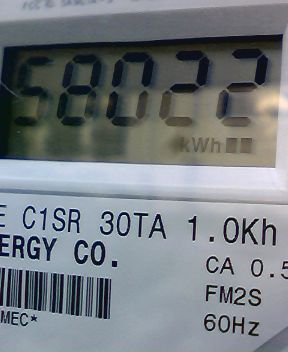 58022
kWh
E C1SR 30TA 1.0Kh
ERGY CO.
CA 0.5
FM2S
MEC*
60Hz